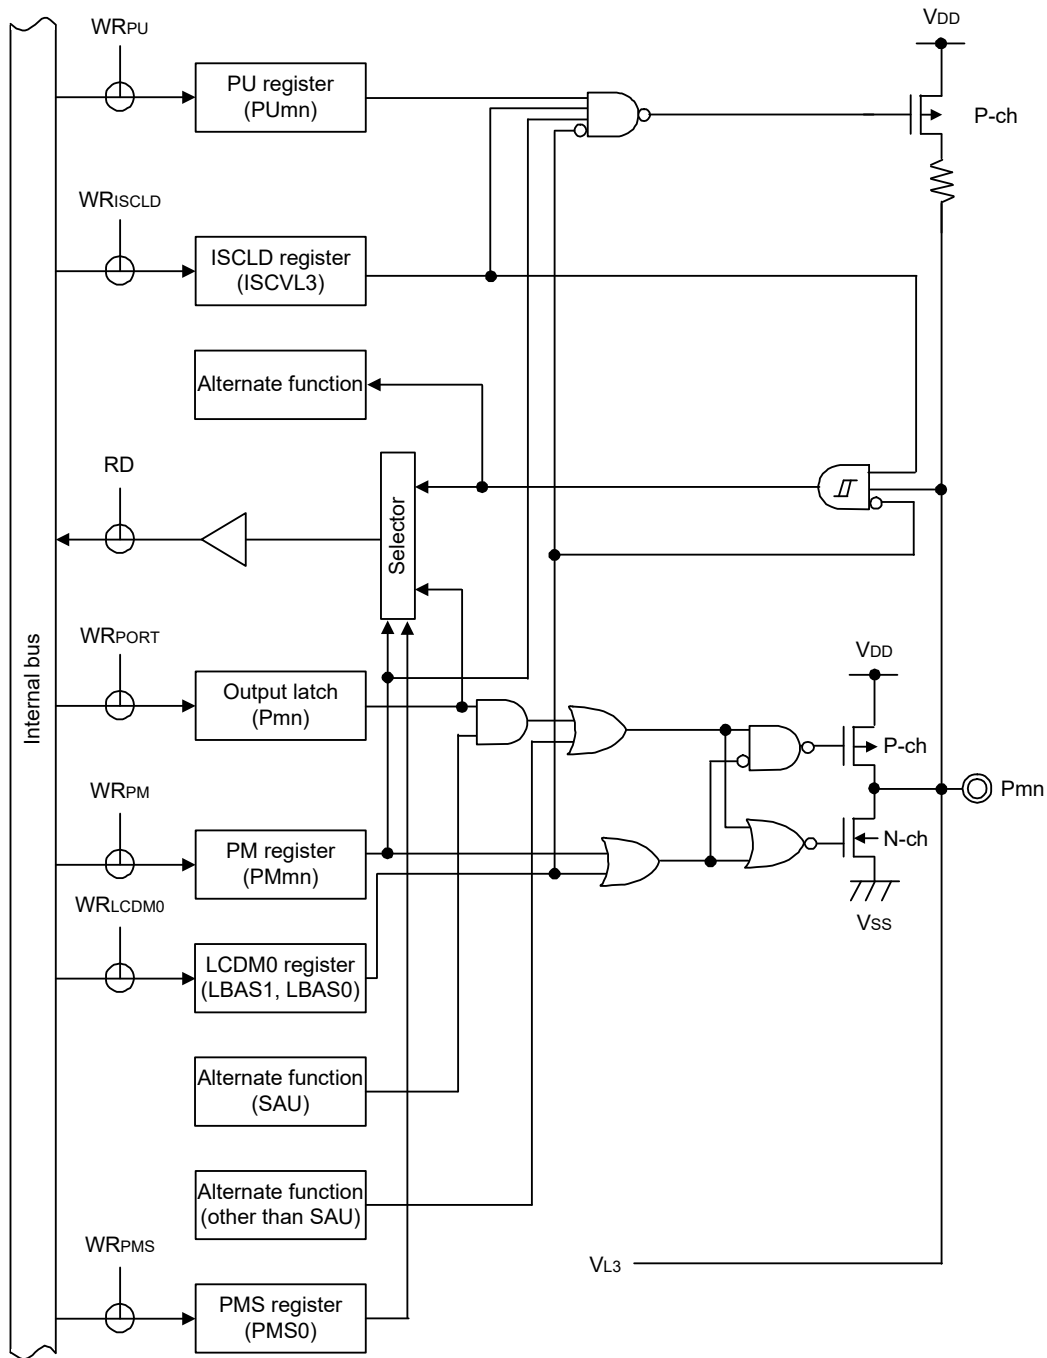 WRPU
VDD
PU register
(PUmn)
P-ch
WRISCLD
ISCLD register
(ISCVL3)
Alternate function
RD
Selector
Internal bus
WRPORT
VDD
Output latch
(Pmn)
P-ch
WRPM
Pmn
PM register
(PMmn)
N-ch
WRLCDM0
VSS
LCDM0 register
(LBAS1, LBAS0)
Alternate function
(SAU)
Alternate function
(other than SAU)
WRPMS
VL3
PMS register
(PMS0)